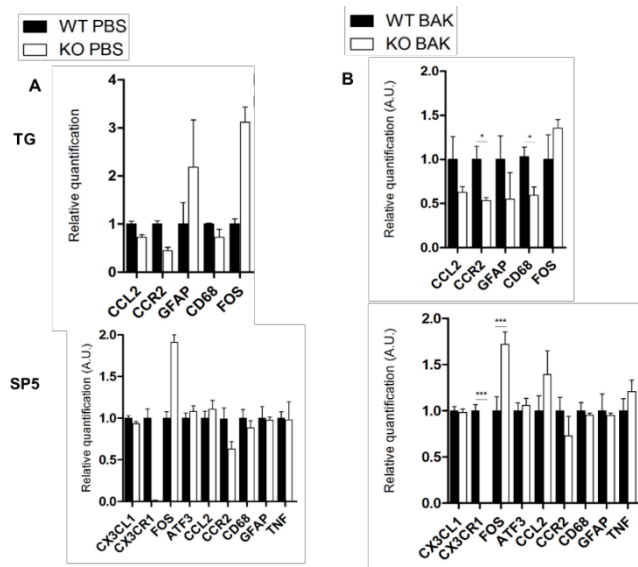 WT PBS
KO PBS
WT BAK
KO BAK
A
TG
Relative quantification
4
3
2
1
0
CCL2
CCR2
GFAP
CD68
FOS
B
Relative quantification (A.U.)
2.0
1.5
1.0
0.5
0.0
*
*
CCL2
CCR2
GFAP
CD68
FOS
SP5
Relative quantification (A.U.)
2.0
1.5
1.0
0.5
0.0
CX3CL1
CX3CR1
FOS
ATF3
CCL2
CCR2
CD68
GFAP
TNF
Relative quantification (A.U.)
2.0
1.5
1.0
0.5
0.0
***
***
CX3CL1
CX3CR1
FOS
ATF3
CCL2
CCR2
CD68
GFAP
TNF